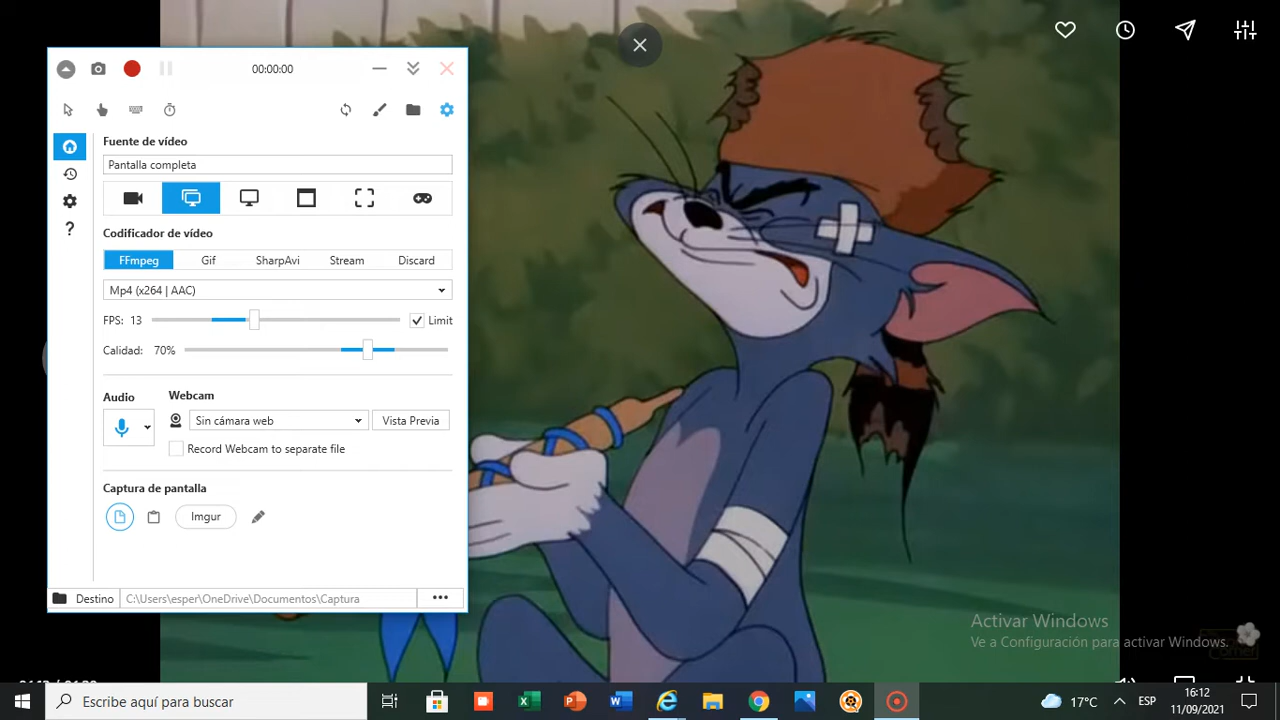 00:00:00
Fuente de vídeo
Pantalla completa
Codificador de vídeo
FFmpeg Gif SharpAvi Stream Discard
Mp4 (x264 | AAC)
FPS: 13 Limit
Calidad: 70%
Audio Webcam
Sin cámara web Vista Previa
Record Webcam to separate file
Captura de pantalla
Imgur
Destino C:\Users\esper\OneDrive\Documentos\Captura
Activar Windows
Ve a Configuración para activar Windows.
Escribe aquí para buscar
17°C ESP 16:12
11/09/2021